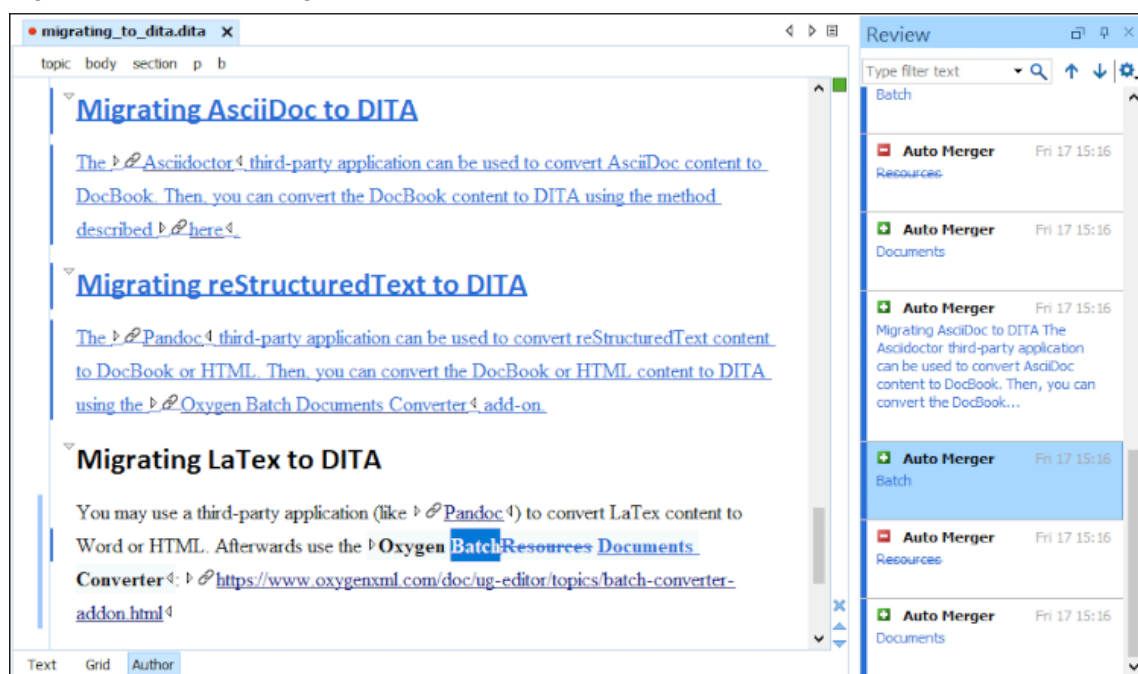 migrating_to_dita.dita
topic body section p b
Migrating AsciiDoc to DITA
The Asciidoctor third-party application can be used to convert AsciiDoc content to
DocBook. Then, you can convert the DocBook content to DITA using the method
described here.
Migrating reStructuredText to DITA
The Pandoc third-party application can be used to convert reStructuredText content
to DocBook or HTML. Then, you can convert the DocBook or HTML content to DITA
using the Oxygen Batch Documents Converter add-on.
Migrating LaTex to DITA
You may use a third-party application (like Pandoc) to convert LaTex content to
Word or HTML. Afterwards use the Oxygen BatchResources Documents
Converter: https://www.oxygenxml.com/doc/ug-editor/topics/batch-converter-
addon.html
Text Grid Author
Review
Type filter text
Batch
Auto Merger Fri 17 15:16
Resources
Auto Merger Fri 17 15:16
Documents
Auto Merger Fri 17 15:16
Migrating AsciiDoc to DITA The
Asciidoctor third-party application
can be used to convert AsciiDoc
content to DocBook. Then, you can
convert the DocBook...
Auto Merger Fri 17 15:16
Batch
Auto Merger Fri 17 15:16
Resources
Auto Merger Fri 17 15:16
Documents